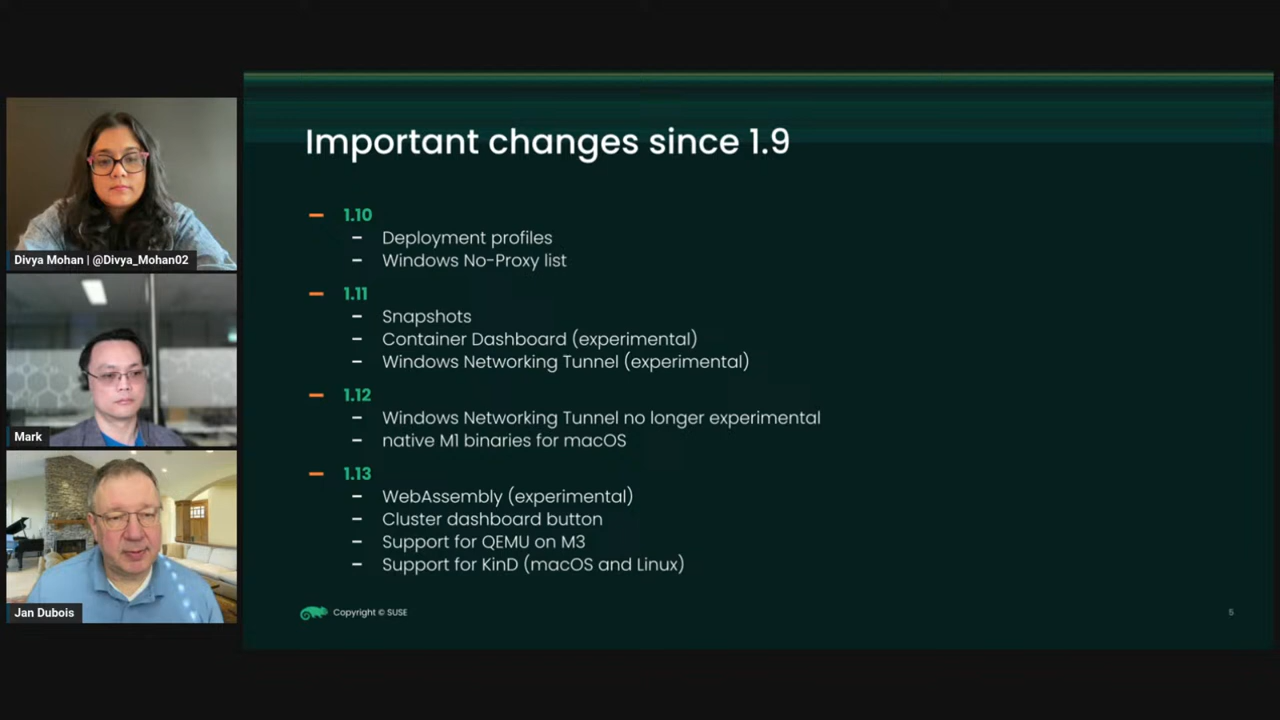 Important changes since 1.9
1.10
Deployment profiles
Windows No-Proxy list
1.11
Snapshots
Container Dashboard (experimental)
Windows Networking Tunnel (experimental)
1.12
Windows Networking Tunnel no longer experimental
native M1 binaries for macOS
1.13
WebAssembly (experimental)
Cluster dashboard button
Support for QEMU on M3
Support for KinD (macOS and Linux)
Copyright © SUSE
5
Divya Mohan | @Divya_Mohan02
Mark
Jan Dubois